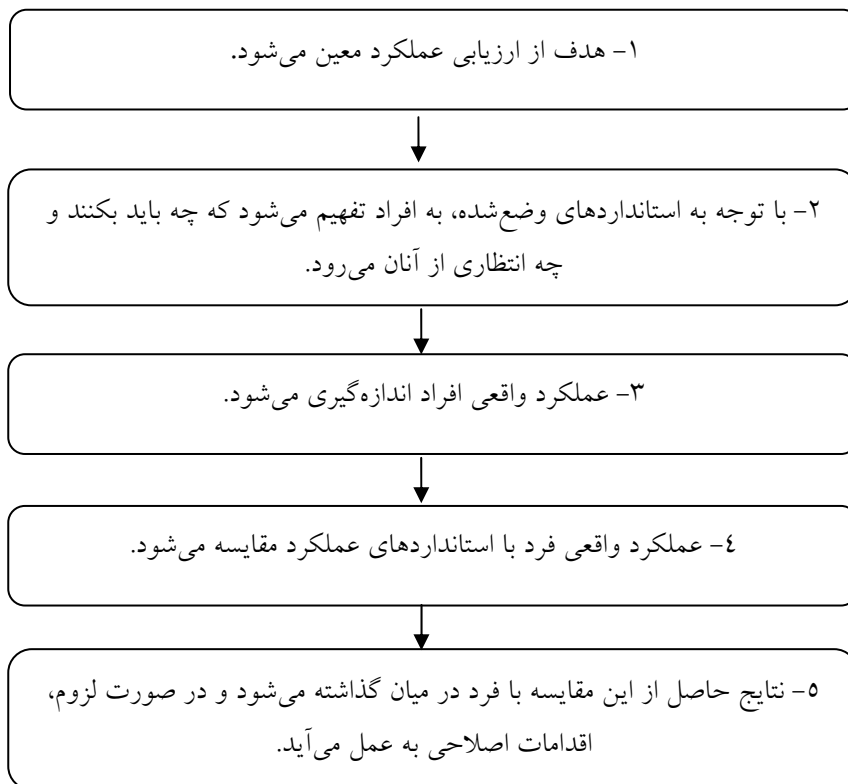 ۱- هدف از ارزیابی عملکرد معین می‌شود.
۲- با توجه به استانداردهای وضع‌شده، به افراد تفهیم می‌شود که چه باید بکنند و
چه انتظاری از آنان می‌رود.
۳- عملکرد واقعی افراد اندازه‌گیری می‌شود.
٤- عملکرد واقعی فرد با استانداردهای عملکرد مقایسه می‌شود.
٥- نتایج حاصل از این مقایسه با فرد در میان گذاشته می‌شود و در صورت لزوم،
اقدامات اصلاحی به عمل می‌آید.